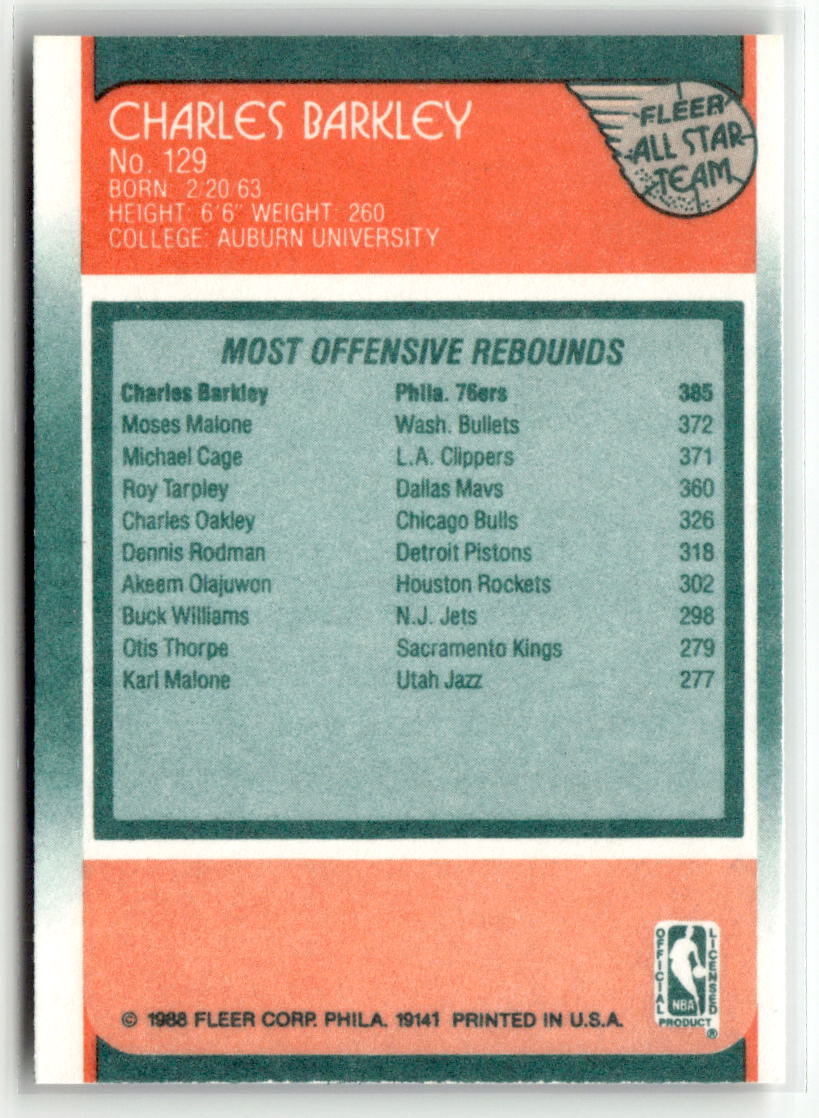 CHARLES BARKLEY
No. 129
BORN: 2 20 63
HEIGHT: 6'6" WEIGHT: 260
COLLEGE: AUBURN UNIVERSITY
FLEER
ALL STAR
TEAM
MOST OFFENSIVE REBOUNDS
Charles Barkley Phila. 76ers 385
Moses Malone Wash. Bullets 372
Michael Cage L.A. Clippers 371
Roy Tarpley Dallas Mavs 360
Charles Oakley Chicago Bulls 326
Dennis Rodman Detroit Pistons 318
Akeem Olajuwon Houston Rockets 302
Buck Williams N.J. Jets 298
Otis Thorpe Sacramento Kings 279
Karl Malone Utah Jazz 277
OFFICIAL
LICENSED
NBA
PRODUCT
®
© 1988 FLEER CORP. PHILA. 19141 PRINTED IN U.S.A.